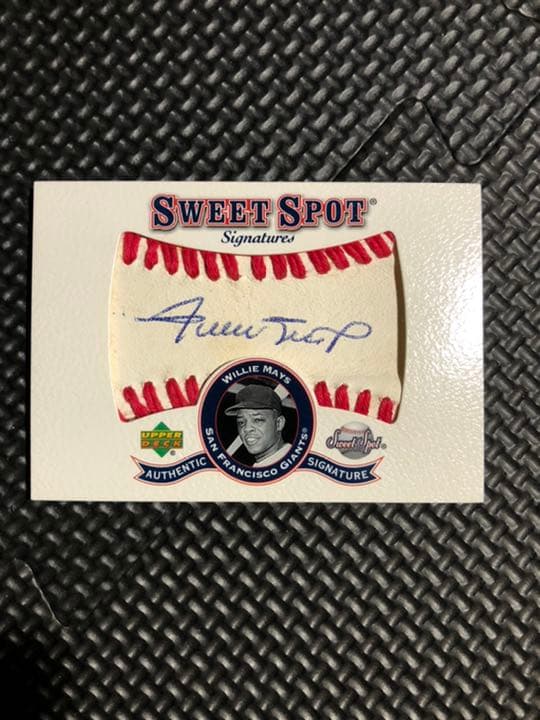 SWEET SPOT®
Signatures
Willie Mays
WILLIE MAYS
SAN FRANCISCO GIANTS®
UPPER
DECK®
Sweet Spot
AUTHENTIC
SIGNATURE